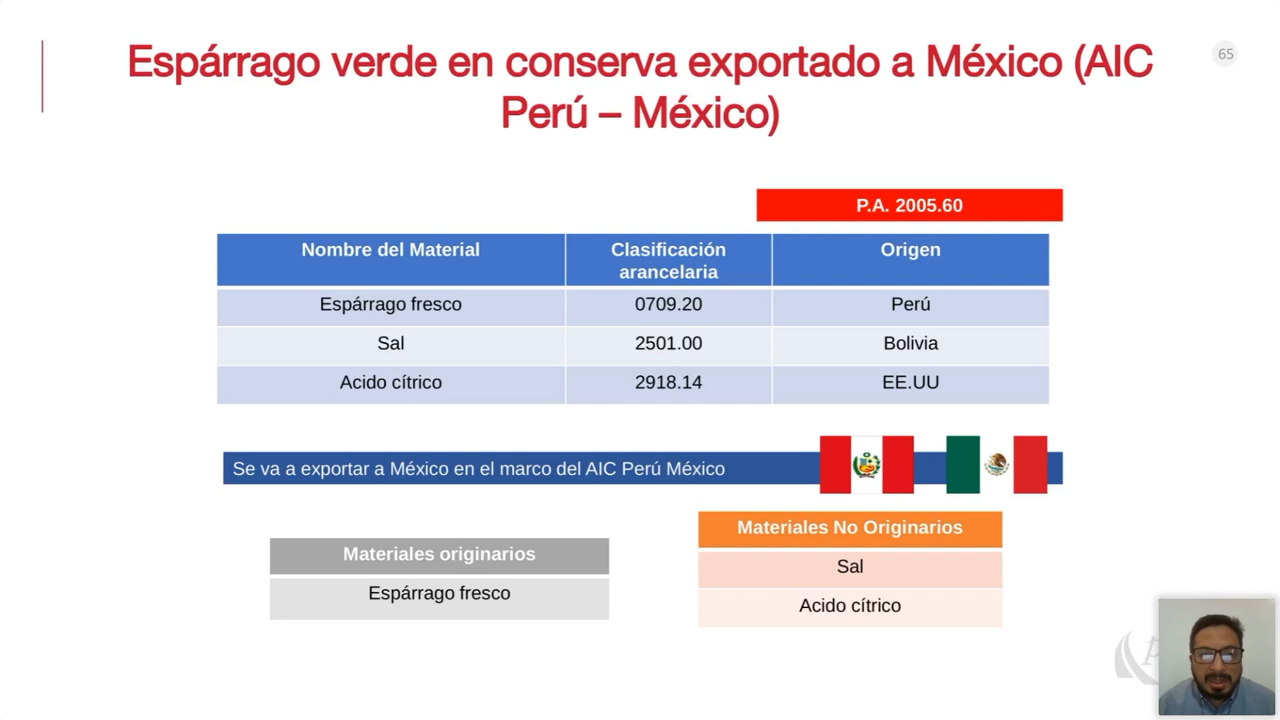 Espárrago verde en conserva exportado a México (AIC
Perú – México)
65
P.A. 2005.60
Nombre del Material
Clasificación
arancelaria
Origen
Espárrago fresco
0709.20
Perú
Sal
2501.00
Bolivia
Acido cítrico
2918.14
EE.UU
Se va a exportar a México en el marco del AIC Perú México
Materiales originarios
Espárrago fresco
Materiales No Originarios
Sal
Acido cítrico